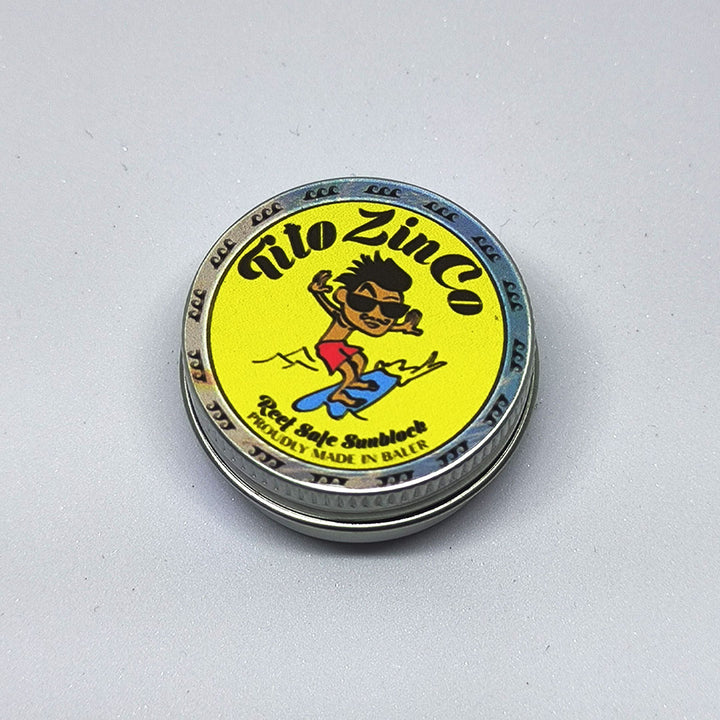 Tito ZinCo
Reef Safe Sunblock
PROUDLY MADE IN BALER